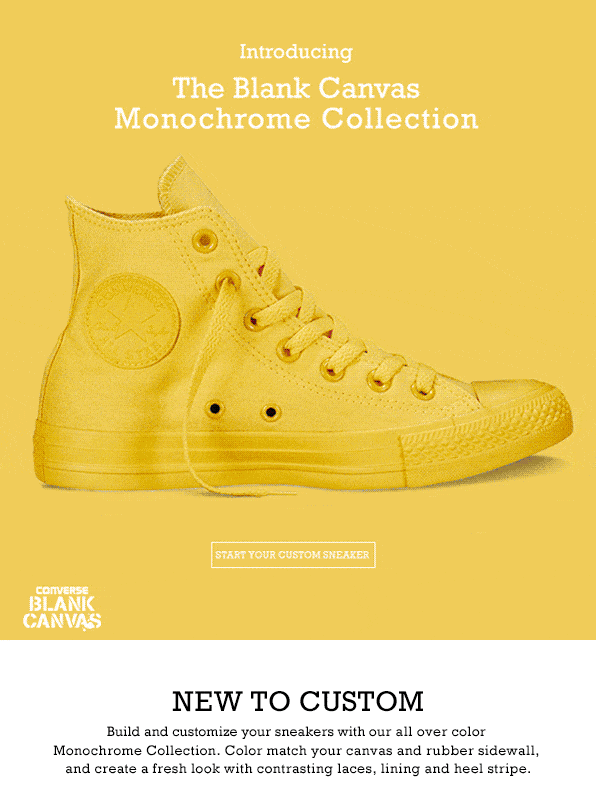 Introducing
The Blank Canvas
Monochrome Collection
START YOUR CUSTOM SNEAKER
CONVERSE
BLANK
CANVAS
NEW TO CUSTOM
Build and customize your sneakers with our all over color
Monochrome Collection. Color match your canvas and rubber sidewall,
and create a fresh look with contrasting laces, lining and heel stripe.